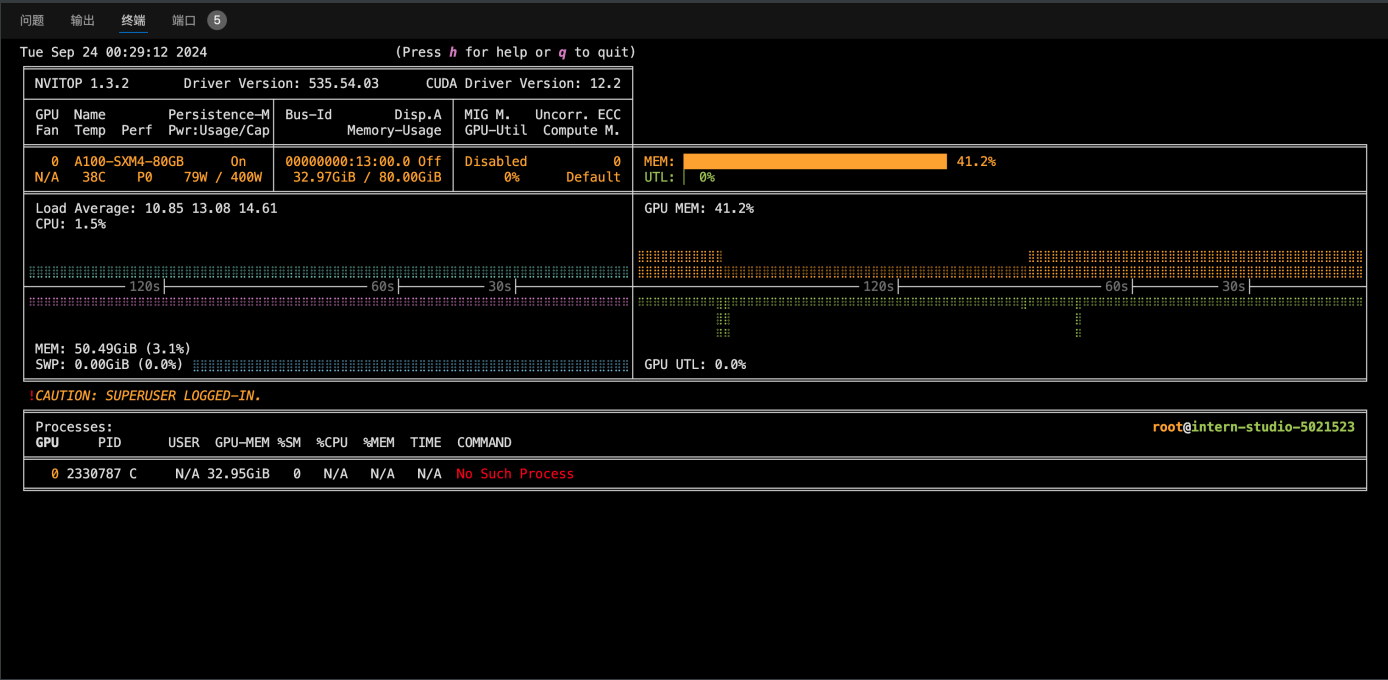 问题 输出 终端 端口 5
Tue Sep 24 00:29:12 2024 (Press h for help or q to quit)
NVITOP 1.3.2 Driver Version: 535.54.03 CUDA Driver Version: 12.2
GPU Name Persistence-M Bus-Id Disp.A MIG M. Uncorr. ECC
Fan Temp Perf Pwr:Usage/Cap Memory-Usage GPU-Util Compute M.
0 A100-SXM4-80GB On 00000000:13:00.0 Off Disabled 0 MEM: 41.2%
N/A 38C P0 79W / 400W 32.97GiB / 80.00GiB 0% Default UTL: 0%
Load Average: 10.85 13.08 14.61 GPU MEM: 41.2%
CPU: 1.5%
120s 60s 30s 120s 60s 30s
MEM: 50.49GiB (3.1%)
SWP: 0.00GiB (0.0%) GPU UTL: 0.0%
!CAUTION: SUPERUSER LOGGED-IN.
Processes: root@intern-studio-5021523
GPU PID USER GPU-MEM %SM %CPU %MEM TIME COMMAND
0 2330787 C N/A 32.95GiB 0 N/A N/A N/A No Such Process